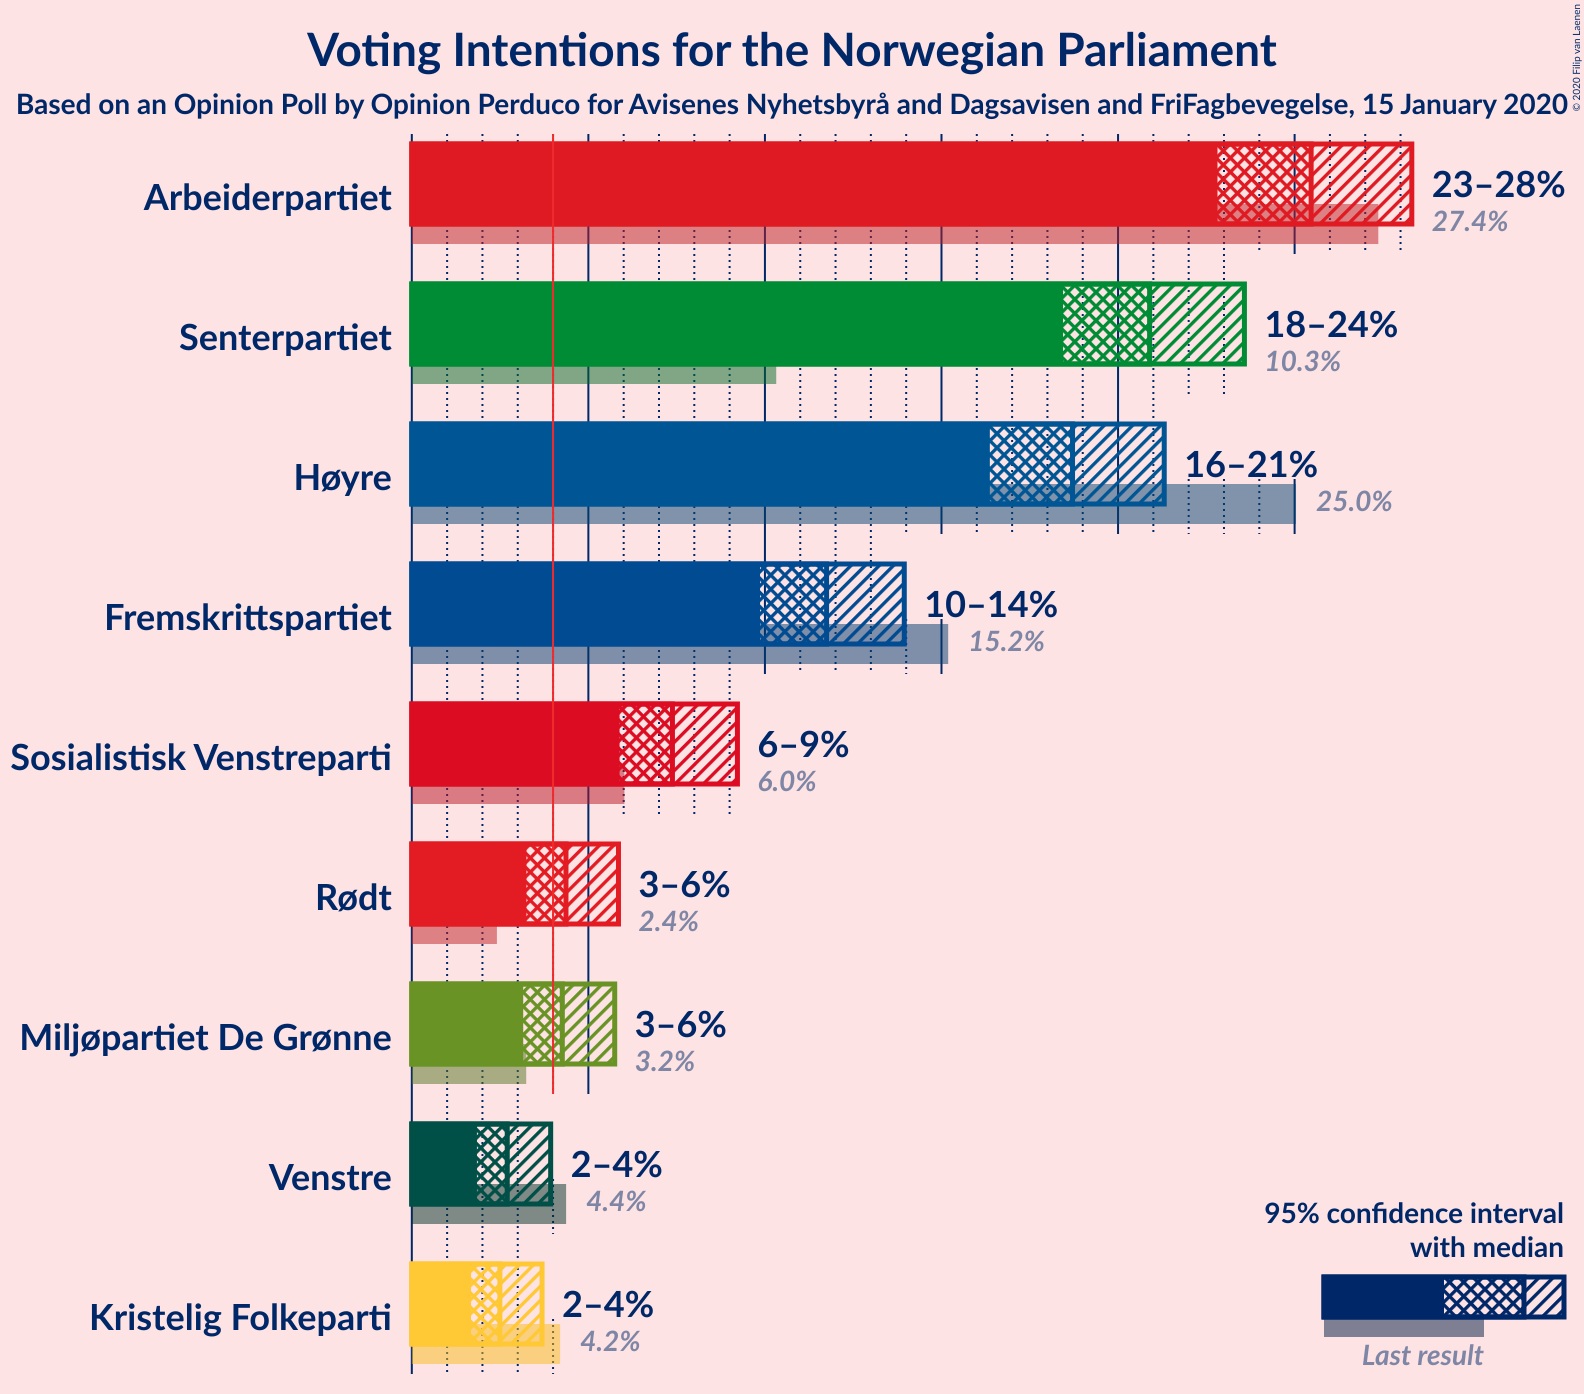 Voting Intentions for the Norwegian Parliament
Based on an Opinion Poll by Opinion Perduco for Avisenes Nyhetsbyrå and Dagsavisen and FriFagbevegelse, 15 January 2020
© 2020 Filip van Laenen
Arbeiderpartiet
23–28%
27.4%
Senterpartiet
18–24%
10.3%
Høyre
16–21%
25.0%
Fremskrittspartiet
10–14%
15.2%
Sosialistisk Venstreparti
6–9%
6.0%
Rødt
3–6%
2.4%
Miljøpartiet De Grønne
3–6%
3.2%
Venstre
2–4%
4.4%
Kristelig Folkeparti
2–4%
4.2%
95% confidence interval
with median
Last result